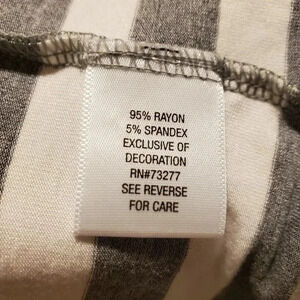 95% RAYON
5% SPANDEX
EXCLUSIVE OF
DECORATION
RN#73277
SEE REVERSE
FOR CARE